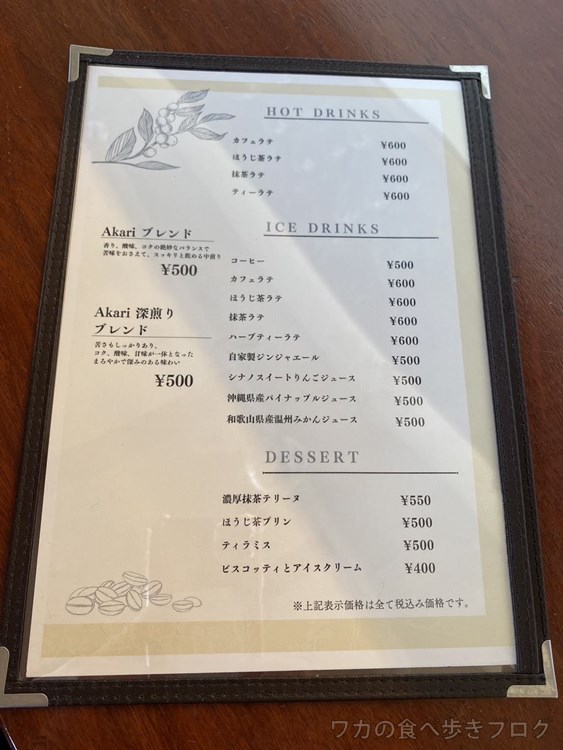 HOT DRINKS
カフェラテ ¥600
ほうじ茶ラテ ¥600
抹茶ラテ ¥600
ティーラテ ¥600
Akari ブレンド
香り、酸味、コクの絶妙なバランスで
苦味をおさえて、スッキリと飲める中煎り
¥500
Akari 深煎り
ブレンド
苦さもしっかりあり、
コク、酸味、甘味が一体となった
まろやかで深みのある味わい
¥500
ICE DRINKS
コーヒー ¥500
カフェラテ ¥600
ほうじ茶ラテ ¥600
抹茶ラテ ¥600
ハーブティーラテ ¥600
自家製ジンジャエール ¥500
シナノスイートりんごジュース ¥500
沖縄県産パイナップルジュース ¥500
和歌山県産温州みかんジュース ¥500
DESSERT
濃厚抹茶テリーヌ ¥550
ほうじ茶プリン ¥500
ティラミス ¥500
ビスコッティとアイスクリーム ¥400
※上記表示価格は全て税込み価格です。
ワカの食べ歩きブログ